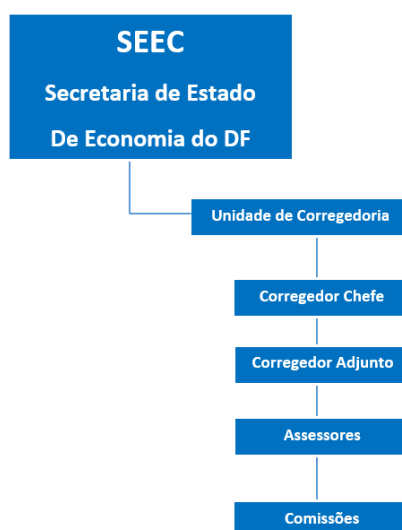 SEEC
Secretaria de Estado
De Economia do DF
Unidade de Corregedoria
Corregedor Chefe
Corregedor Adjunto
Assessores
Comissões